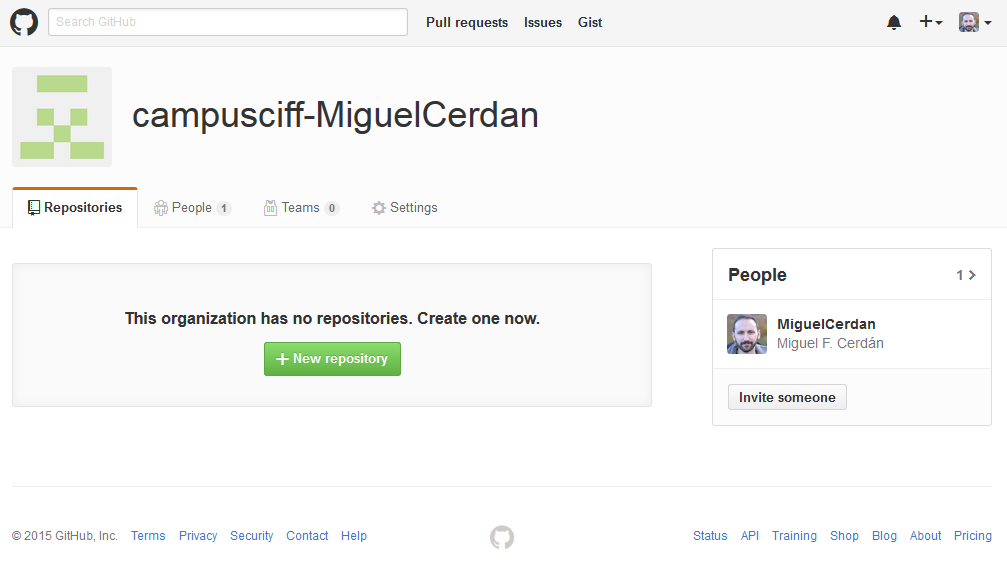 Search GitHub Pull requests Issues Gist
campusciff-MiguelCerdan
Repositories People 1 Teams 0 Settings
This organization has no repositories. Create one now.
New repository
People 1
MiguelCerdan
Miguel F. Cerdán
Invite someone
© 2015 GitHub, Inc. Terms Privacy Security Contact Help Status API Training Shop Blog About Pricing